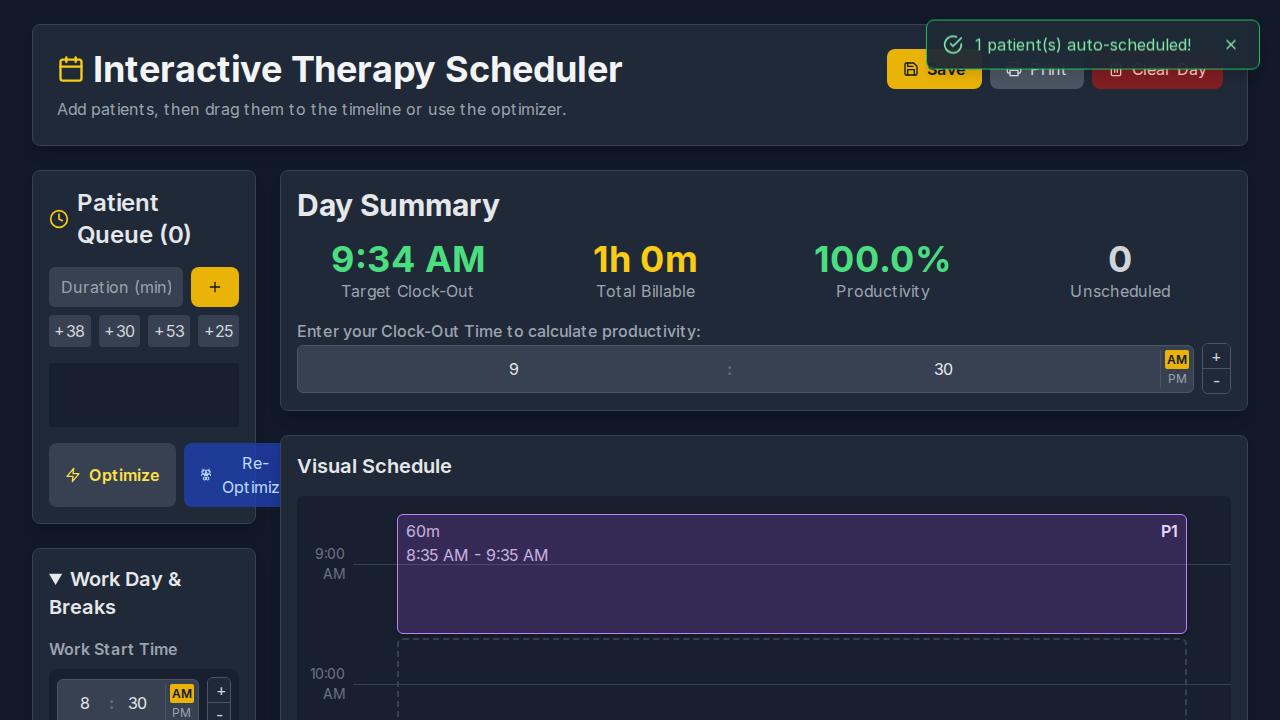 Interactive Therapy Scheduler
Add patients, then drag them to the timeline or use the optimizer.
1 patient(s) auto-scheduled!
Save
Print
Clear Day
Patient
Queue (0)
Duration (min)
+
+38
+30
+53
+25
Optimize
Re-
Optimiz
Work Day &
Breaks
Work Start Time
8 : 30
AM
PM
+
-
Day Summary
9:34 AM
Target Clock-Out
1h 0m
Total Billable
100.0%
Productivity
0
Unscheduled
Enter your Clock-Out Time to calculate productivity:
9 : 30
AM
PM
+
-
Visual Schedule
60m
P1
8:35 AM - 9:35 AM
9:00
AM
10:00
AM